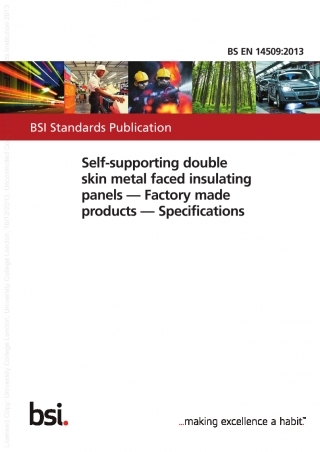 BS EN 14509:2013
BSI Standards Publication
Self-supporting double
skin metal faced insulating
panels — Factory made
products — Specifications
bsi.
...making excellence a habit.™